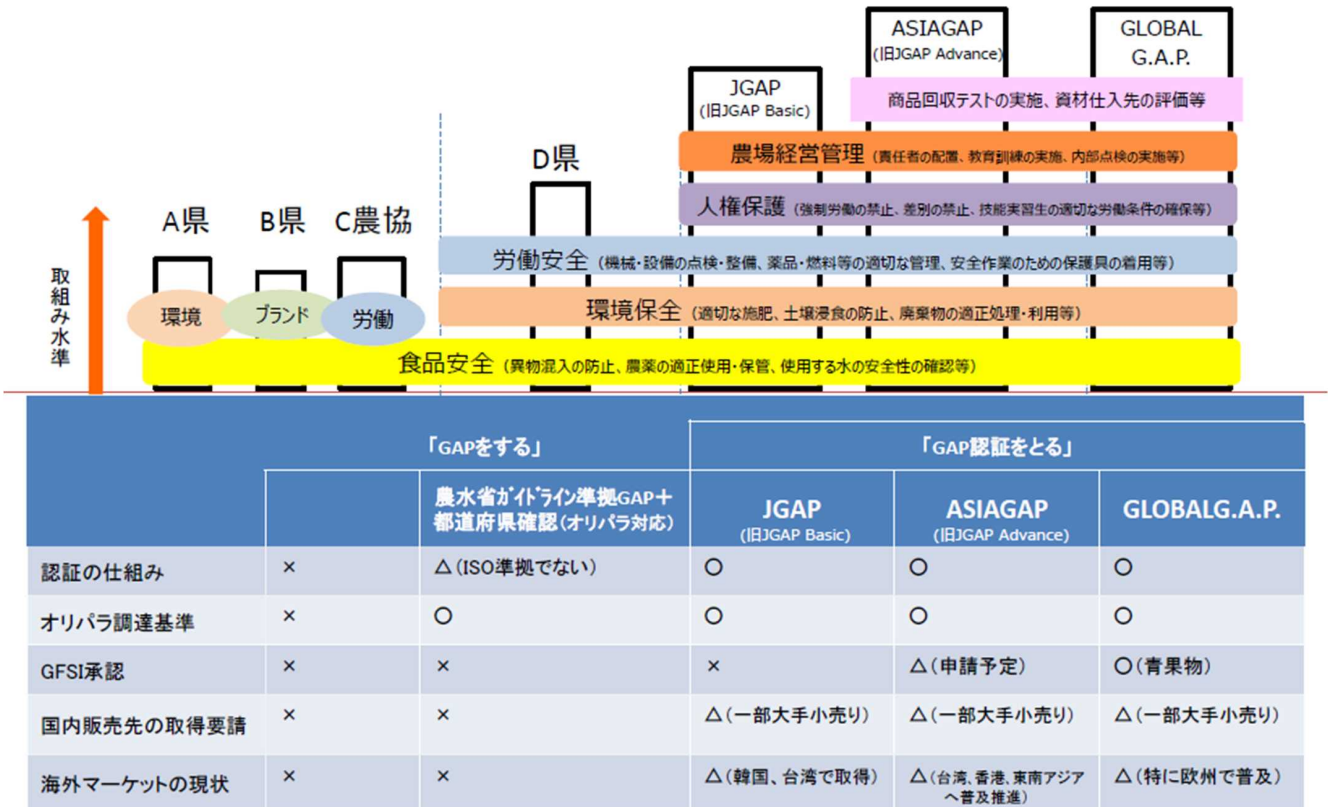 ASIAGAP
(旧JGAP Advance)
GLOBAL
G.A.P.
JGAP
(旧JGAP Basic)
商品回収テストの実施、資材仕入先の評価等
農場経営管理 (責任者の配置、教育訓練の実施、内部点検の実施等)
D県
人権保護 (強制労働の禁止、差別の禁止、技能実習生の適切な労働条件の確保等)
A県
B県
C農協
労働安全 (機械・設備の点検・整備、薬品・燃料等の適切な管理、安全作業のための保護具の着用等)
取組み水準
環境
ブランド
労働
環境保全 (適切な施肥、土壌浸食の防止、廃棄物の適正処理・利用等)
食品安全 (異物混入の防止、農薬の適正使用・保管、使用する水の安全性の確認等)
「GAPをする」
「GAP認証をとる」
農水省ガイドライン準拠GAP+
都道府県確認(オリパラ対応)
JGAP
(旧JGAP Basic)
ASIAGAP
(旧JGAP Advance)
GLOBALG.A.P.
認証の仕組み × △(ISO準拠でない) ○ ○ ○
オリパラ調達基準 × ○ ○ ○ ○
GFSI承認 × × × △(申請予定) ○(青果物)
国内販売先の取得要請 × × △(一部大手小売り) △(一部大手小売り) △(一部大手小売り)
海外マーケットの現状 × × △(韓国、台湾で取得) △(台湾、香港、東南アジア
へ普及推進) △(特に欧州で普及)